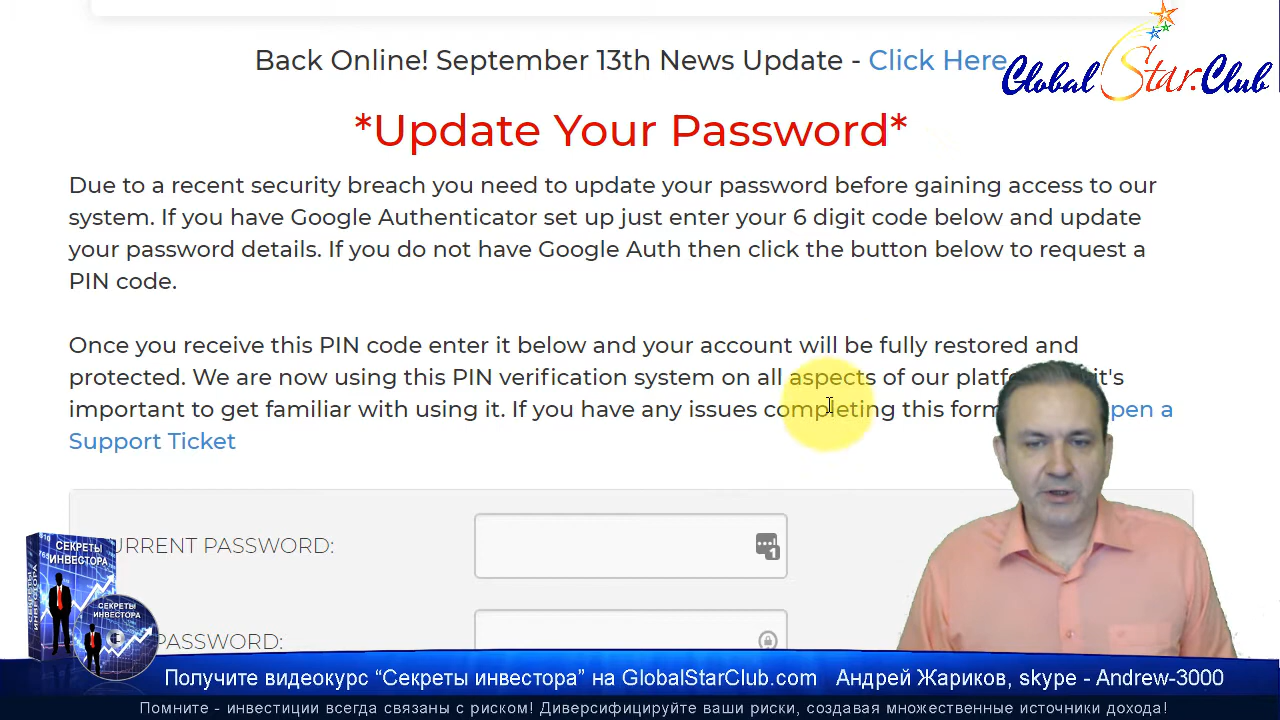 Back Online! September 13th News Update - Click Here
Global Star.Club
*Update Your Password*
Due to a recent security breach you need to update your password before gaining access to our
system. If you have Google Authenticator set up just enter your 6 digit code below and update
your password details. If you do not have Google Auth then click the button below to request a
PIN code.
Once you receive this PIN code enter it below and your account will be fully restored and
protected. We are now using this PIN verification system on all aspects of our it's
important to get familiar with using it. If you have any issues completing this form a
Support Ticket
PASSWORD:
1
PASSWORD:
СЕКРЕТЫ
ИНВЕСТОРА
СЕКРЕТЫ
ИНВЕСТОРА
Получите видеокурс “Секреты инвестора” на GlobalStarClub.com Андрей Жариков, skype - Andrew-3000
Помните - инвестиции всегда связаны с риском! Диверсифицируйте ваши риски, создавая множественные источники дохода!